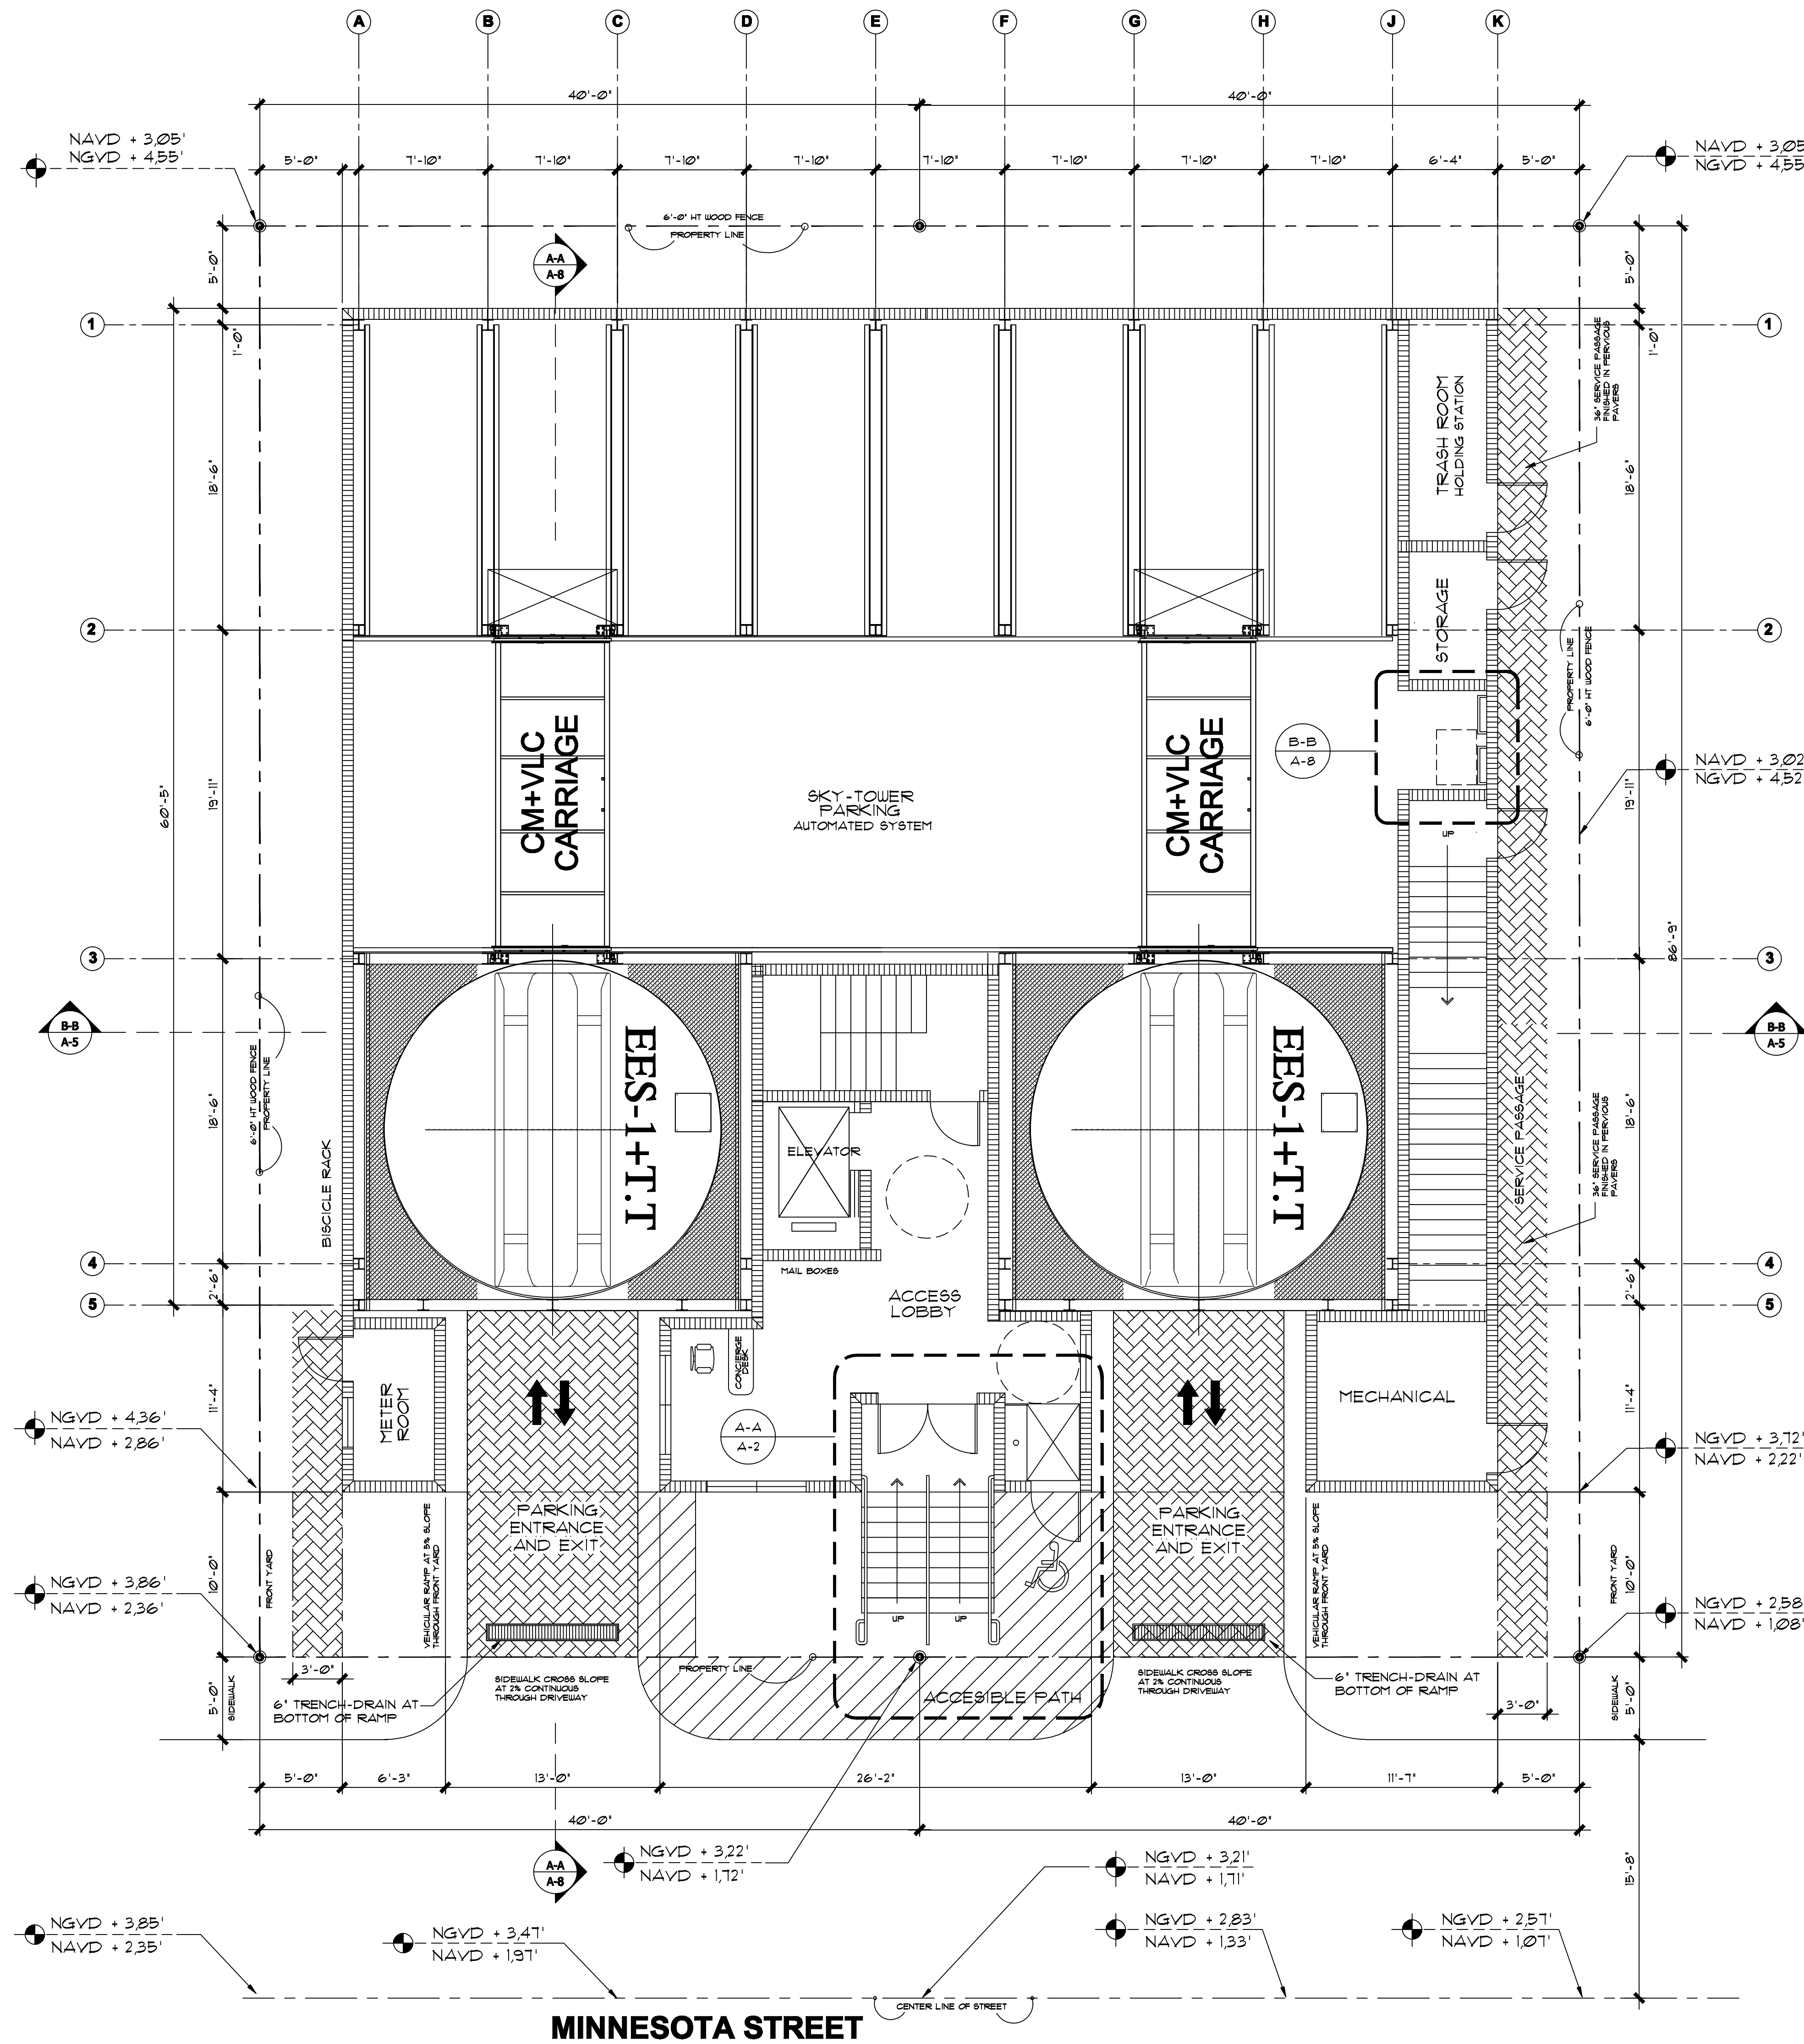 A B C D E F G H J K
40'-0" 40'-0"
NAVD + 3,05'
NGVD + 4,55'
NAVD + 3,05
NGVD + 4,55
5'-0" 7'-10" 7'-10" 7'-10" 7'-10" 7'-10" 7'-10" 7'-10" 7'-10" 6'-4" 5'-0"
6'-0" HT WOOD FENCE
PROPERTY LINE
A-A
A-8
5'-0"
5'-0"
1
1'-0"
1
1'-0"
36" SERVICE PASSAGE
FINISHED IN PERVIOUS
PAVERS
TRASH ROOM
HOLDING STATION
18'-6"
18'-6"
STORAGE
2
2
PROPERTY LINE
6'-0" HT WOOD FENCE
60'-5"
19'-11"
CM+VLC
CARRIAGE
SKY-TOWER
PARKING
AUTOMATED SYSTEM
CM+VLC
CARRIAGE
B-B
A-8
NAVD + 3,02
NGVD + 4,52
19'-11"
UP
86'-9"
3
3
B-B
A-5
B-B
A-5
6'-0" HT WOOD FENCE
PROPERTY LINE
18'-6"
BISCICLE RACK
EES-1+T.T
ELEVATOR
EES-1+T.T
SERVICE PASSAGE
36" SERVICE PASSAGE
FINISHED IN PERVIOUS
PAVERS
18'-6"
4
MAIL BOXES
4
2'-6"
ACCESS
LOBBY
2'-6"
5
5
CONCIERGE
DESK
METER
ROOM
MECHANICAL
11'-4"
11'-4"
A-A
A-2
NGVD + 4,36'
NAVD + 2,86'
NGVD + 3,72'
NAVD + 2,22'
PARKING
ENTRANCE
AND EXIT
PARKING
ENTRANCE
AND EXIT
VEHICULAR RAMP AT 5% SLOPE
THROUGH FRONT YARD
VEHICULAR RAMP AT 5% SLOPE
THROUGH FRONT YARD
10'-0"
FRONT YARD
FRONT YARD
10'-0"
NGVD + 3,86'
NAVD + 2,36'
UP UP
NGVD + 2,58
NAVD + 1,08'
3'-0"
SIDEWALK
5'-0"
6" TRENCH-DRAIN AT
BOTTOM OF RAMP
SIDEWALK CROSS SLOPE
AT 2% CONTINUOUS
THROUGH DRIVEWAY
PROPERTY LINE
ACCESIBLE PATH
SIDEWALK CROSS SLOPE
AT 2% CONTINUOUS
THROUGH DRIVEWAY
6" TRENCH-DRAIN AT
BOTTOM OF RAMP
3'-0"
SIDEWALK
5'-0"
5'-0" 6'-3" 13'-0" 26'-2" 13'-0" 11'-7" 5'-0"
40'-0" 40'-0"
A-A
A-8
NGVD + 3,22'
NAVD + 1,72'
NGVD + 3,21'
NAVD + 1,71'
15'-8"
NGVD + 3,85'
NAVD + 2,35'
NGVD + 3,47'
NAVD + 1,97'
NGVD + 2,83'
NAVD + 1,33'
NGVD + 2,57'
NAVD + 1,07'
CENTER LINE OF STREET
MINNESOTA STREET